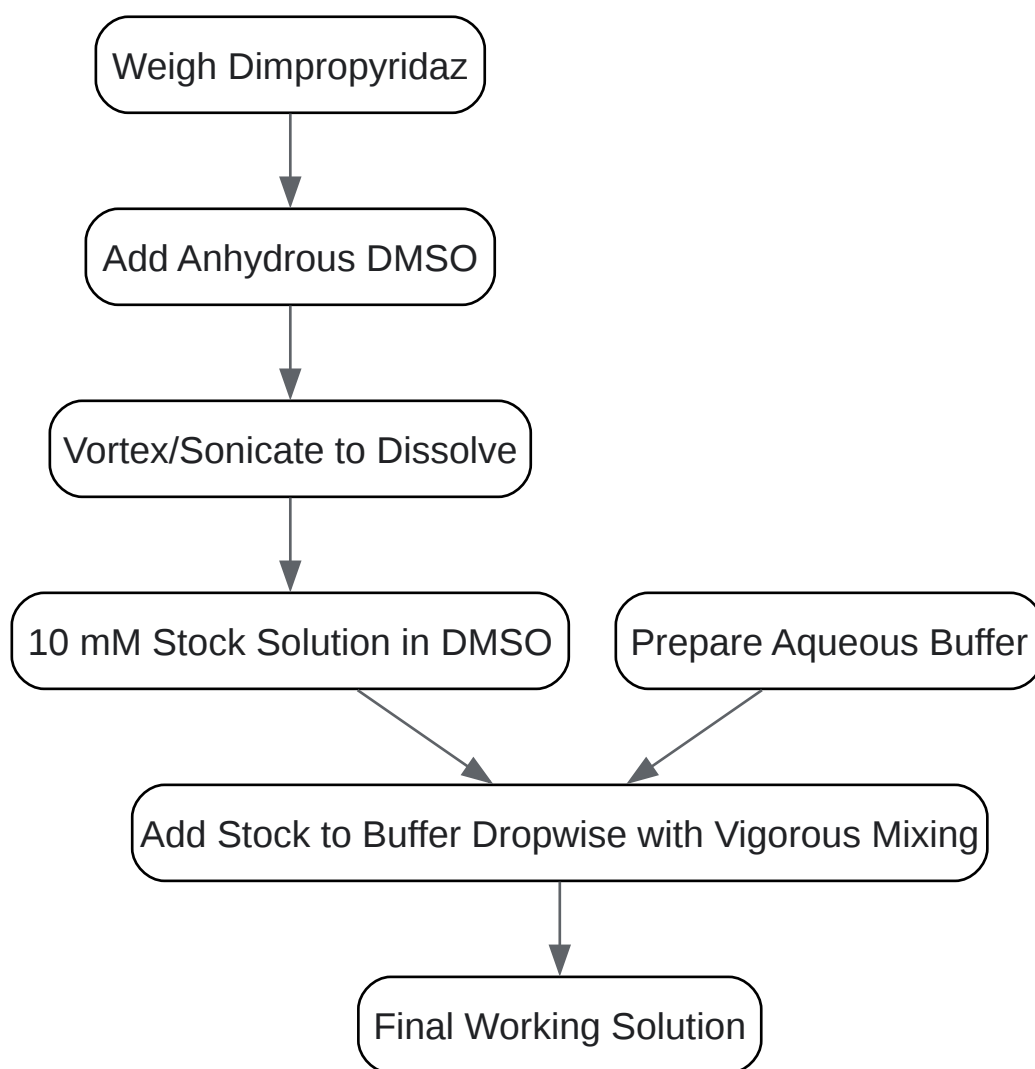 Weigh Dimpropyridaz
Add Anhydrous DMSO
Vortex/Sonicate to Dissolve
10 mM Stock Solution in DMSO
Prepare Aqueous Buffer
Add Stock to Buffer Dropwise with Vigorous Mixing
Final Working Solution